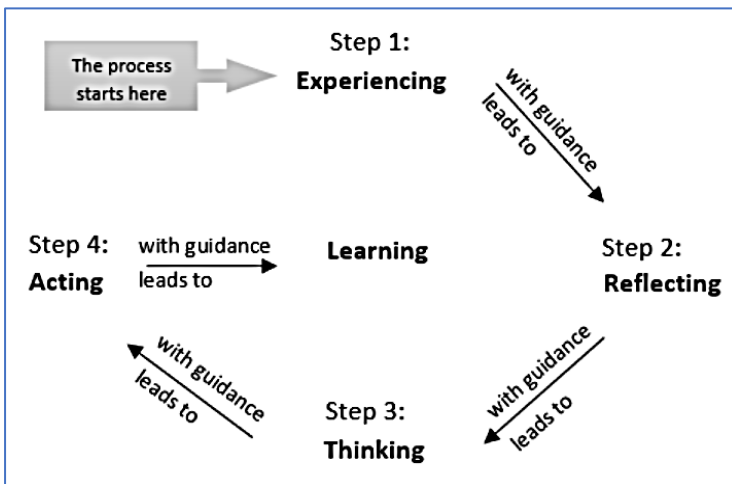 The process
starts here
Step 1:
Experiencing
with guidance
leads to
Step 2:
Reflecting
with guidance
leads to
Step 3:
Thinking
with guidance
leads to
Step 4:
Acting
with guidance
leads to
Learning